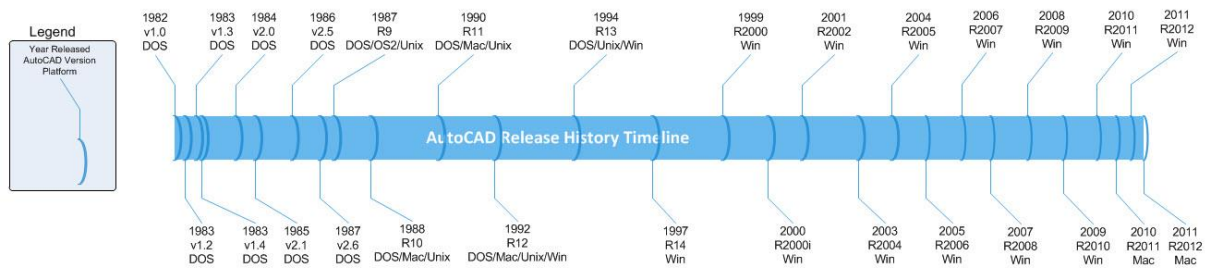 Legend
Year Released
AutoCAD Version
Platform
1982
v1.0
DOS
1983
v1.3
DOS
1984
v2.0
DOS
1986
v2.5
DOS
1987
R9
DOS/OS2/Unix
1990
R11
DOS/Mac/Unix
1994
R13
DOS/Unix/Win
1999
R2000
Win
2001
R2002
Win
2004
R2005
Win
2006
R2007
Win
2008
R2009
Win
2010
R2011
Win
2011
R2012
Win
AutoCAD Release History Timeline
1983
v1.2
DOS
1983
v1.4
DOS
1985
v2.1
DOS
1987
v2.6
DOS
1988
R10
DOS/Mac/Unix
1992
R12
DOS/Mac/Unix/Win
1997
R14
Win
2000
R2000i
Win
2003
R2004
Win
2005
R2006
Win
2007
R2008
Win
2009
R2010
Win
2010
R2011
Mac
2011
R2012
Mac